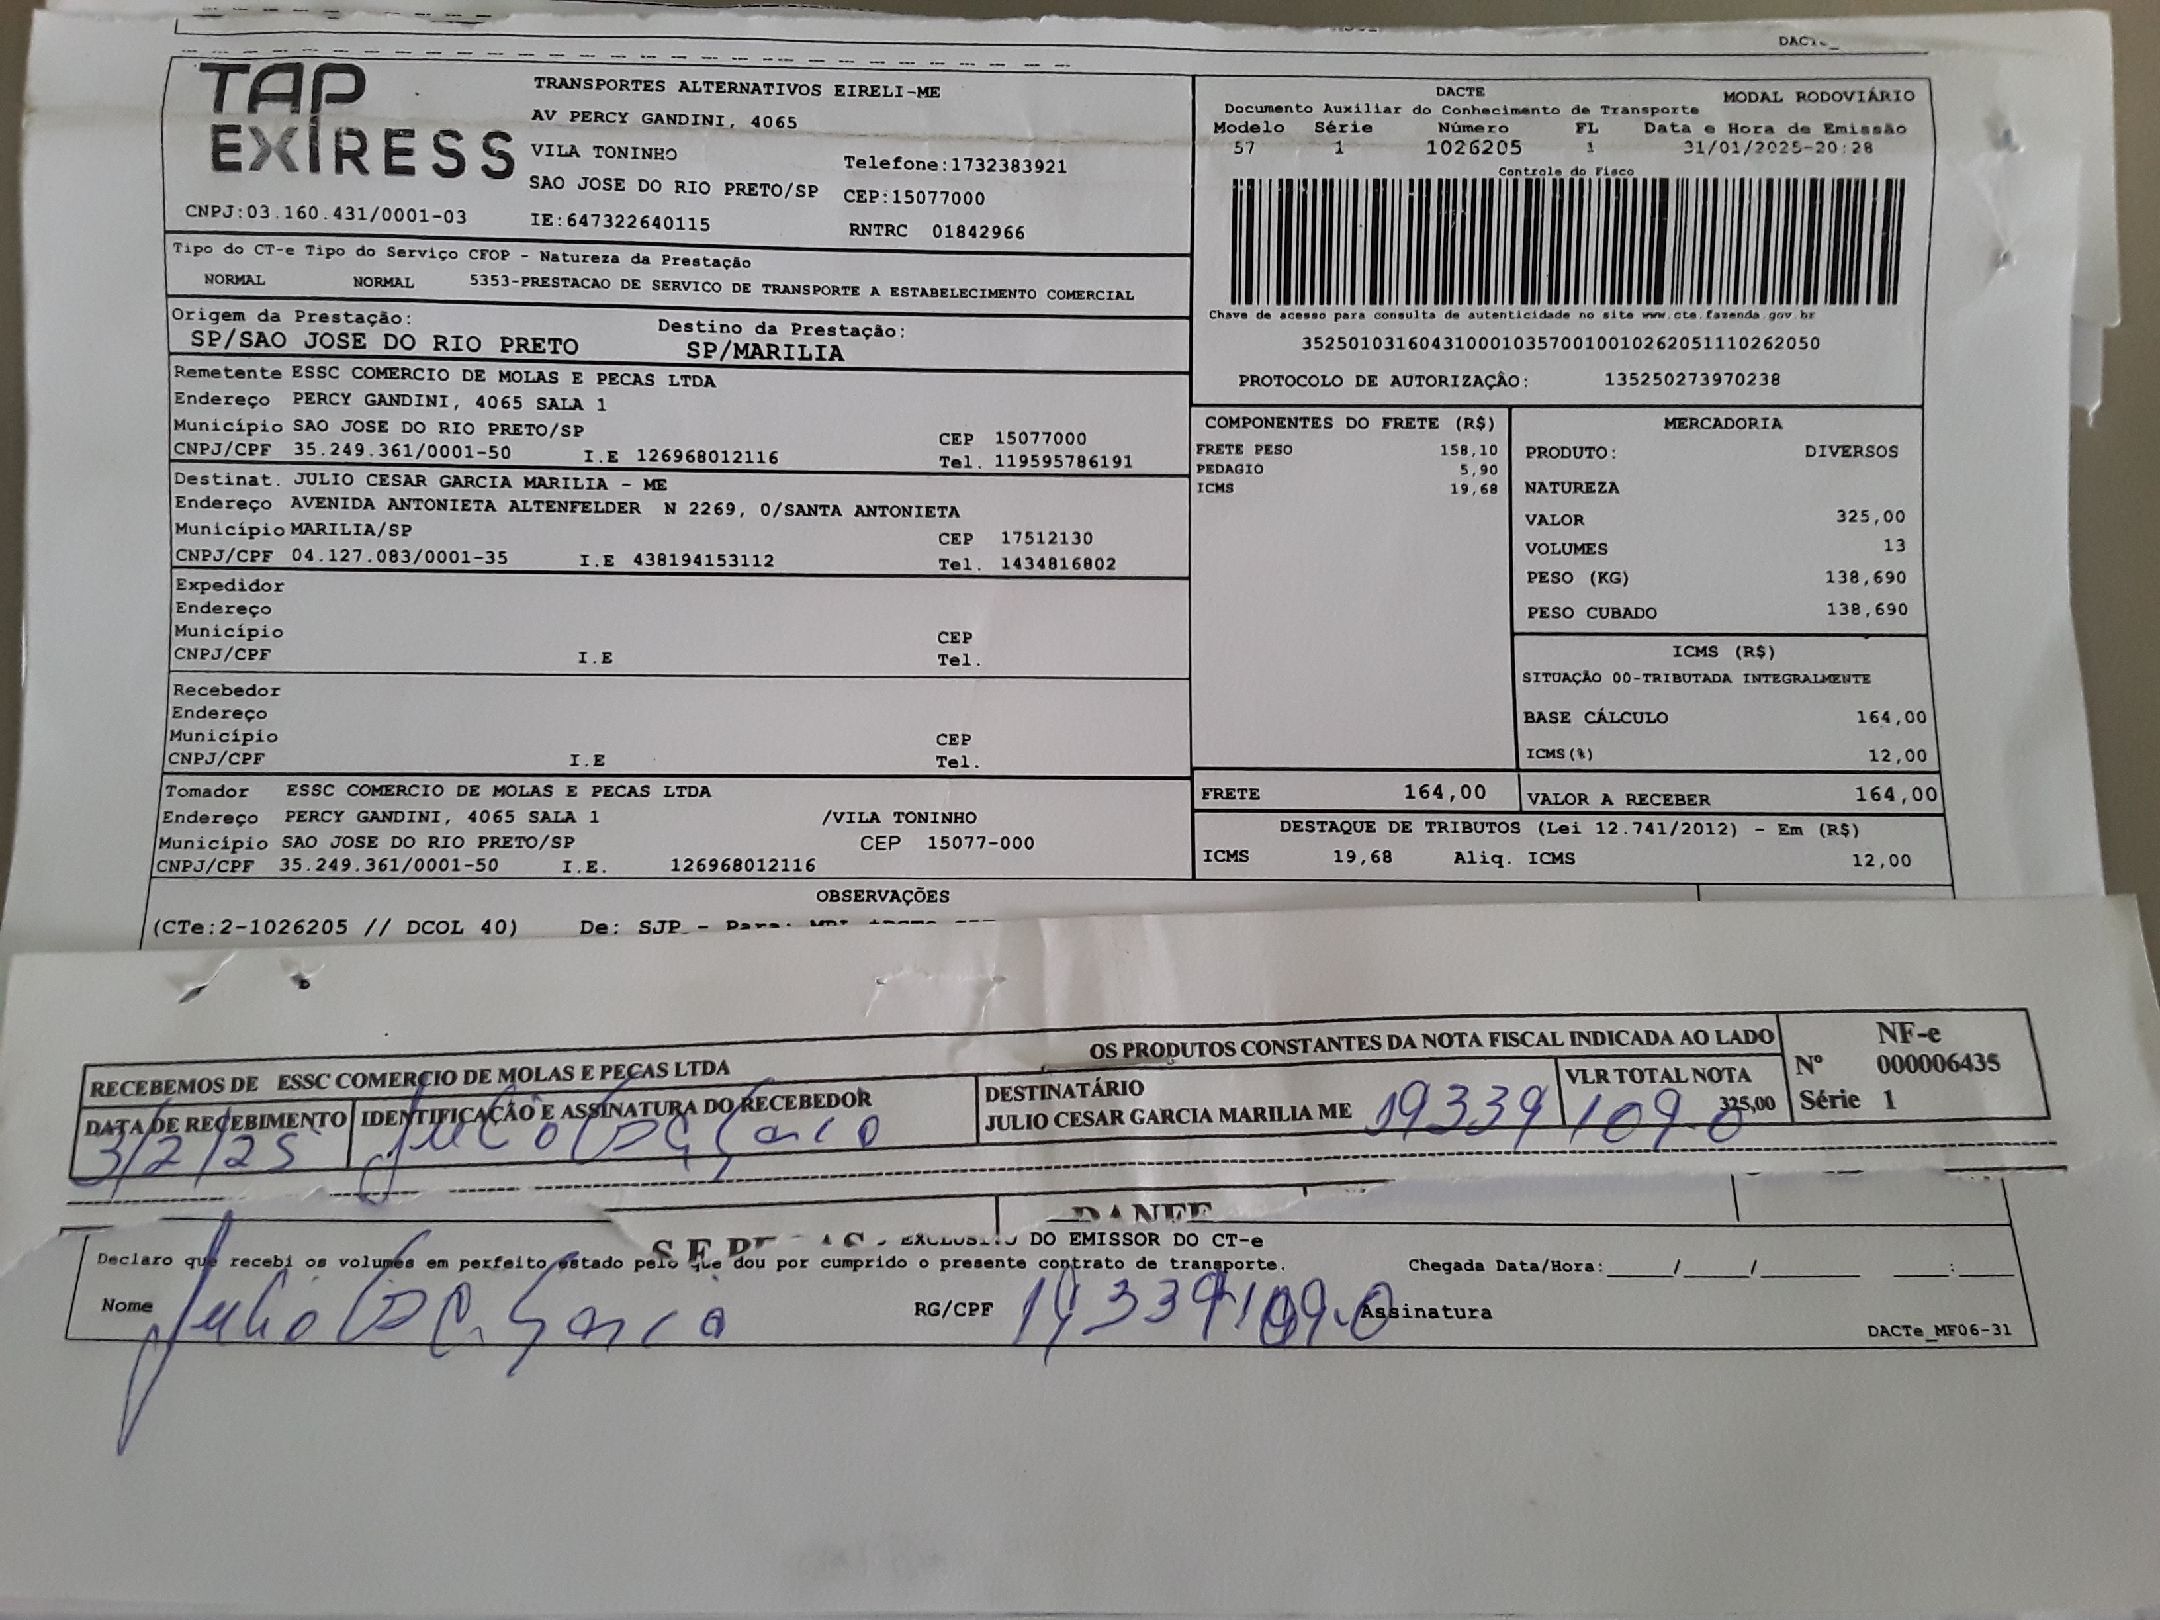 TAP
EXIRESS
TRANSPORTES ALTERNATIVOS EIRELI-ME
AV PERCY GANDINI, 4065
VILA TONINHO
Telefone:1732383921
SAO JOSE DO RIO PRETO/SP CEP:15077000
CNPJ:03.160.431/0001-03 IE:647322640115 RNTRC 01842966
DACTE MODAL RODOVIÁRIO
Documento Auxiliar do Conhecimento de Transporte
Modelo Série Número FL Data e Hora de Emissão
57 1 1026205 1 31/01/2025-20:28
Controle do Fisco
Chave de acesso para consulta de autenticidade no site www.cte.fazenda.gov.br
35250103160431000103570010010262051110262050
PROTOCOLO DE AUTORIZAÇÃO: 135250273970238
Tipo do CT-e Tipo do Serviço CFOP - Natureza da Prestação
NORMAL NORMAL 5353-PRESTACAO DE SERVICO DE TRANSPORTE A ESTABELECIMENTO COMERCIAL
Origem da Prestação: Destino da Prestação:
SP/SAO JOSE DO RIO PRETO SP/MARILIA
Remetente ESSC COMERCIO DE MOLAS E PECAS LTDA
Endereço PERCY GANDINI, 4065 SALA 1
Município SAO JOSE DO RIO PRETO/SP CEP 15077000
CNPJ/CPF 35.249.361/0001-50 I.E 126968012116 Tel. 119595786191
Destinat. JULIO CESAR GARCIA MARILIA - ME
Endereço AVENIDA ANTONIETA ALTENFELDER N 2269, 0/SANTA ANTONIETA
Município MARILIA/SP CEP 17512130
CNPJ/CPF 04.127.083/0001-35 I.E 438194153112 Tel. 1434816802
Expedidor
Endereço
Município CEP
CNPJ/CPF I.E Tel.
Recebedor
Endereço
Município CEP
CNPJ/CPF I.E Tel.
Tomador ESSC COMERCIO DE MOLAS E PECAS LTDA
Endereço PERCY GANDINI, 4065 SALA 1 /VILA TONINHO
Município SAO JOSE DO RIO PRETO/SP CEP 15077-000
CNPJ/CPF 35.249.361/0001-50 I.E. 126968012116
COMPONENTES DO FRETE (R$)
FRETE PESO 158,10
PEDAGIO 5,90
ICMS 19,68
MERCADORIA
PRODUTO: DIVERSOS
NATUREZA
VALOR 325,00
VOLUMES 13
PESO (KG) 138,690
PESO CUBADO 138,690
ICMS (R$)
SITUAÇÃO 00-TRIBUTADA INTEGRALMENTE
BASE CÁLCULO 164,00
ICMS(%) 12,00
FRETE 164,00 VALOR A RECEBER 164,00
DESTAQUE DE TRIBUTOS (Lei 12.741/2012) - Em (R$)
ICMS 19,68 Aliq. ICMS 12,00
OBSERVAÇÕES
(CTe:2-1026205 // DCOL 40) De: SJP - Para:
RECEBEMOS DE ESSC COMERCIO DE MOLAS E PECAS LTDA OS PRODUTOS CONSTANTES DA NOTA FISCAL INDICADA AO LADO
DATA DE RECEBIMENTO IDENTIFICAÇÃO E ASSINATURA DO RECEBEDOR
3/2/25 Julio C. Garcia
DESTINATÁRIO
JULIO CESAR GARCIA MARILIA ME 19339109-0
VLR TOTAL NOTA
325,00
NF-e
Nº 000006435
Série 1
DANFE
DO EMISSOR DO CT-e
Declaro que recebi os volumes em perfeito estado pelo que dou por cumprido o presente contrato de transporte. Chegada Data/Hora:____/____/______ ___:___
Nome Julio C. Garcia RG/CPF 19339109-0 Assinatura
DACTe_MF06-31